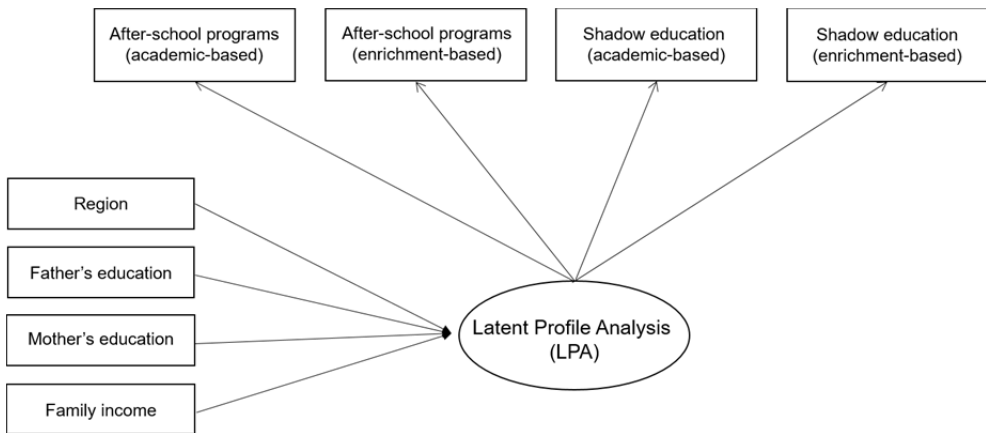 After-school programs
(academic-based)
After-school programs
(enrichment-based)
Shadow education
(academic-based)
Shadow education
(enrichment-based)
Region
Father’s education
Mother’s education
Family income
Latent Profile Analysis
(LPA)